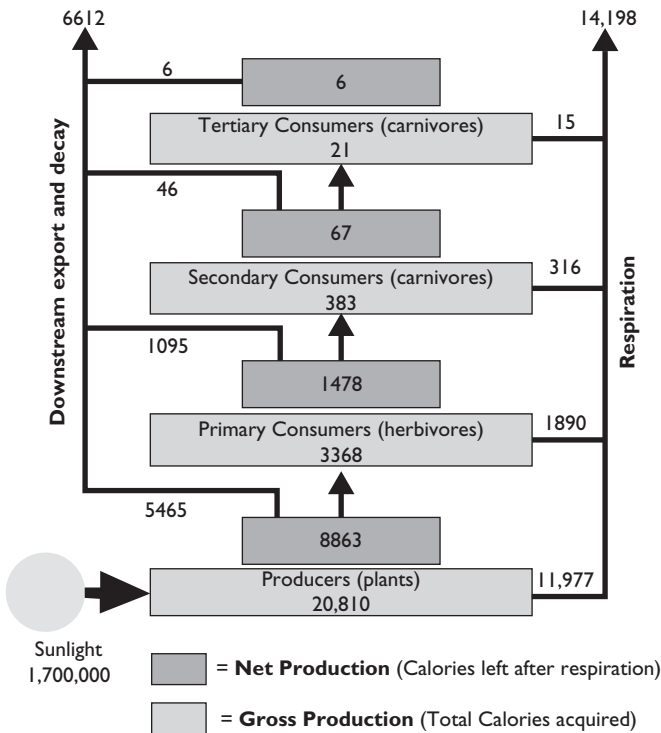 6612
14,198
6
6
Tertiary Consumers (carnivores)
21
15
46
67
Secondary Consumers (carnivores)
383
316
1095
1478
Primary Consumers (herbivores)
3368
1890
5465
8863
Producers (plants)
20,810
11,977
Downstream export and decay
Respiration
Sunlight
1,700,000
= Net Production (Calories left after respiration)
= Gross Production (Total Calories acquired)